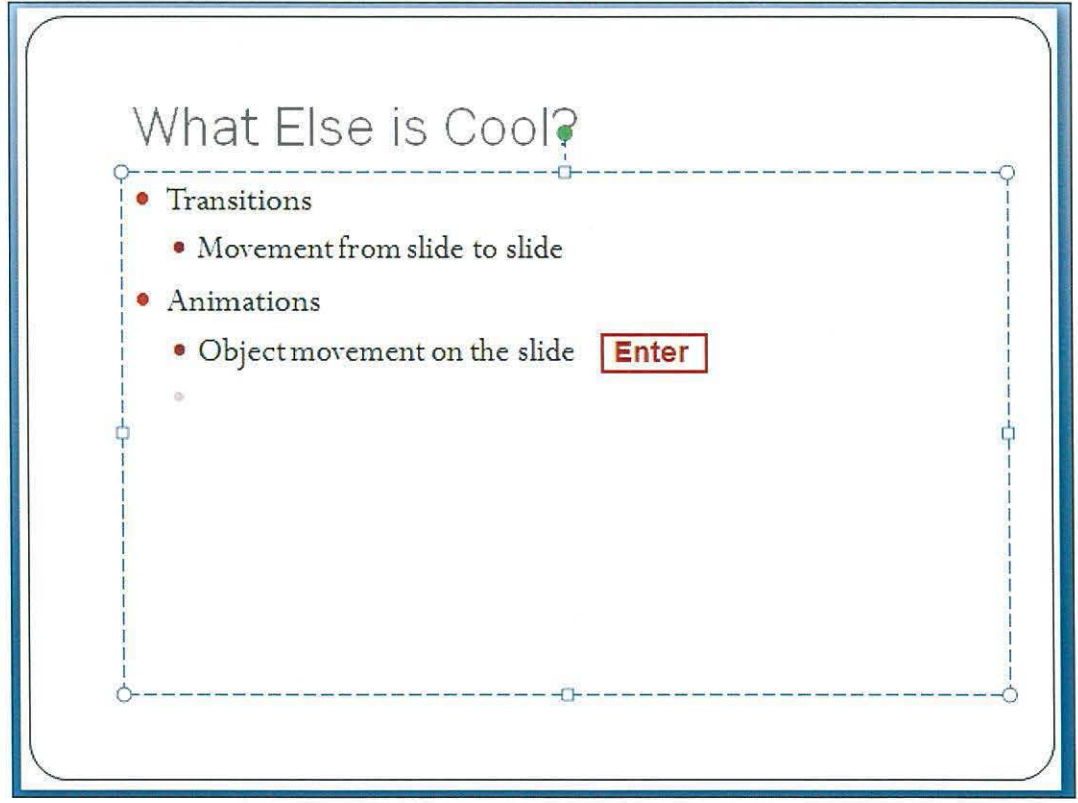 What Else is Cool?
Transitions
Movement from slide to slide
Animations
Object movement on the slide Enter